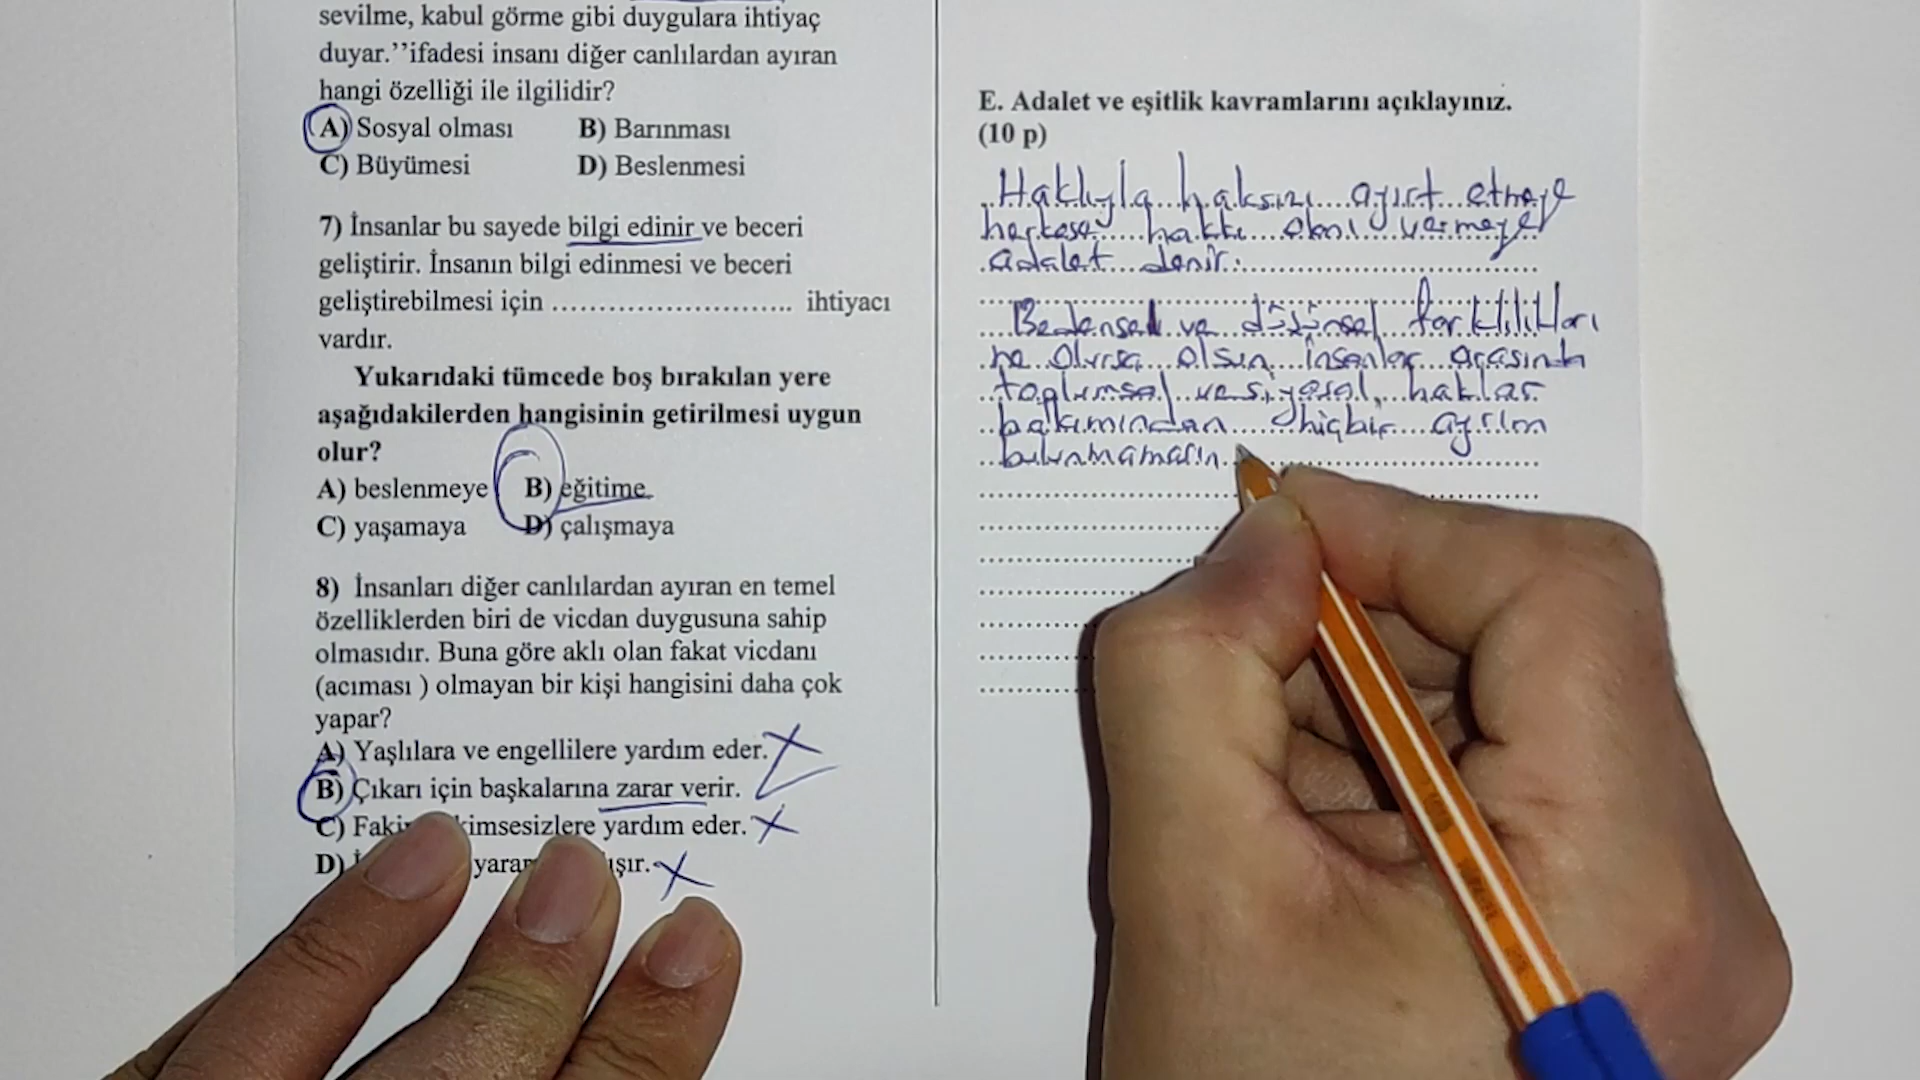 sevilme, kabul görme gibi duygulara ihtiyaç
duyar.’’ifadesi insanı diğer canlılardan ayıran
hangi özelliği ile ilgilidir?
A) Sosyal olması B) Barınması
C) Büyümesi D) Beslenmesi
7) İnsanlar bu sayede bilgi edinir ve beceri
geliştirir. İnsanın bilgi edinmesi ve beceri
geliştirebilmesi için ........................... ihtiyacı
vardır.
Yukarıdaki tümcede boş bırakılan yere
aşağıdakilerden hangisinin getirilmesi uygun
olur?
A) beslenmeye B) eğitime
C) yaşamaya D) çalışmaya
8) İnsanları diğer canlılardan ayıran en temel
özelliklerden biri de vicdan duygusuna sahip
olmasıdır. Buna göre aklı olan fakat vicdanı
(acıması ) olmayan bir kişi hangisini daha çok
yapar?
A) Yaşlılara ve engellilere yardım eder.
B) Çıkarı için başkalarına zarar verir.
C) kimsesizlere yardım eder.
D)
E. Adalet ve eşitlik kavramlarını açıklayınız.
(10 p)
Haklıyla haksızı ayırt etmeye
herkese hakkı olanı vermeye
adalet denir.
Bedensel ve düşünsel farklılıkları
ne olursa olsun insanlar arasında
toplumsal ve siyasal haklar
bakımından hiçbir ayrım
bulunmamasın